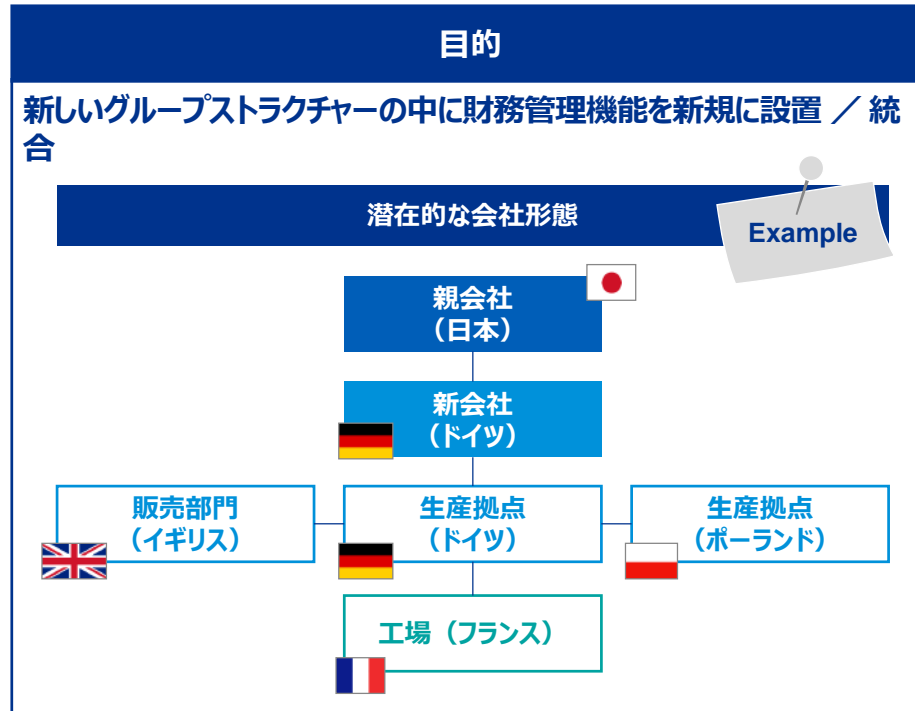 目的
新しいグループストラクチャーの中に財務管理機能を新規に設置 ／ 統
合
潜在的な会社形態
Example
親会社
（日本）
新会社
（ドイツ）
販売部門
（イギリス）
生産拠点
（ドイツ）
生産拠点
（ポーランド）
工場（フランス）